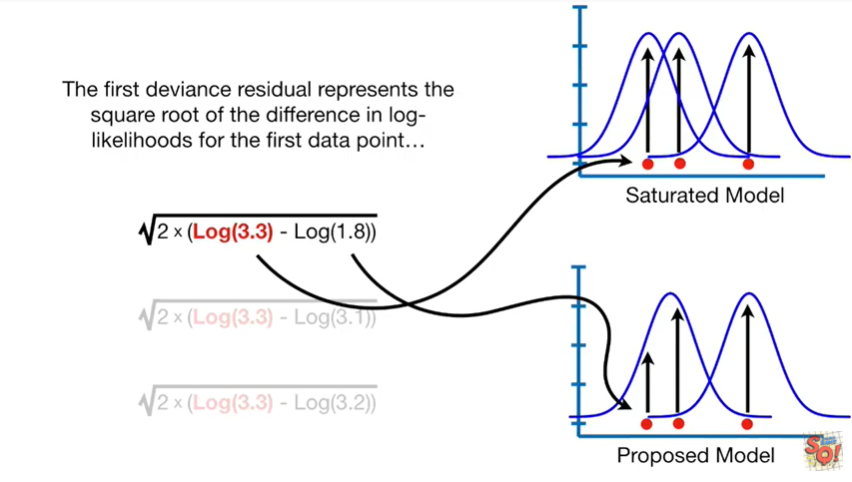 The first deviance residual represents the
square root of the difference in log-
likelihoods for the first data point…
√2 × (Log(3.3) - Log(1.8))
√2 × (Log(3.3) - Log(3.1))
√2 × (Log(3.3) - Log(3.2))
Saturated Model
Proposed Model
SQ!